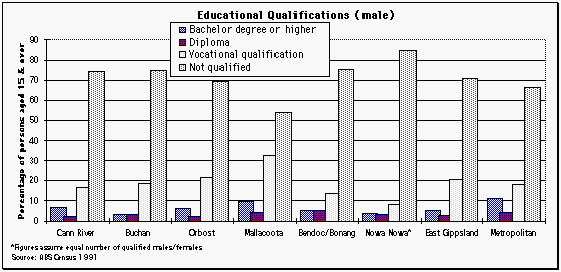 Educational Qualifications (male)
Bachelor degree or higher
Diploma
Vocational qualification
Not qualified
Percentage of persons aged 15 & over
90
80
70
60
50
40
30
20
10
0
Cann River Buchan Orbost Mallacoota Bendoc/Bonang Nowa Nowa* East Gippsland Metropolitan
*Figures assume equal number of qualified males/females
Source: ABS Census 1991